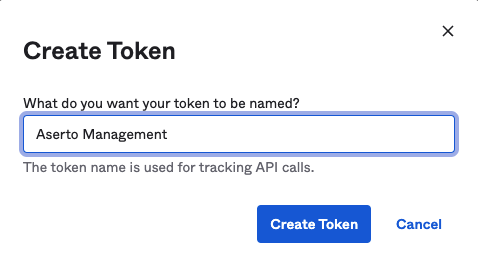 Create Token
What do you want your token to be named?
Aserto Management
The token name is used for tracking API calls.
Create Token
Cancel